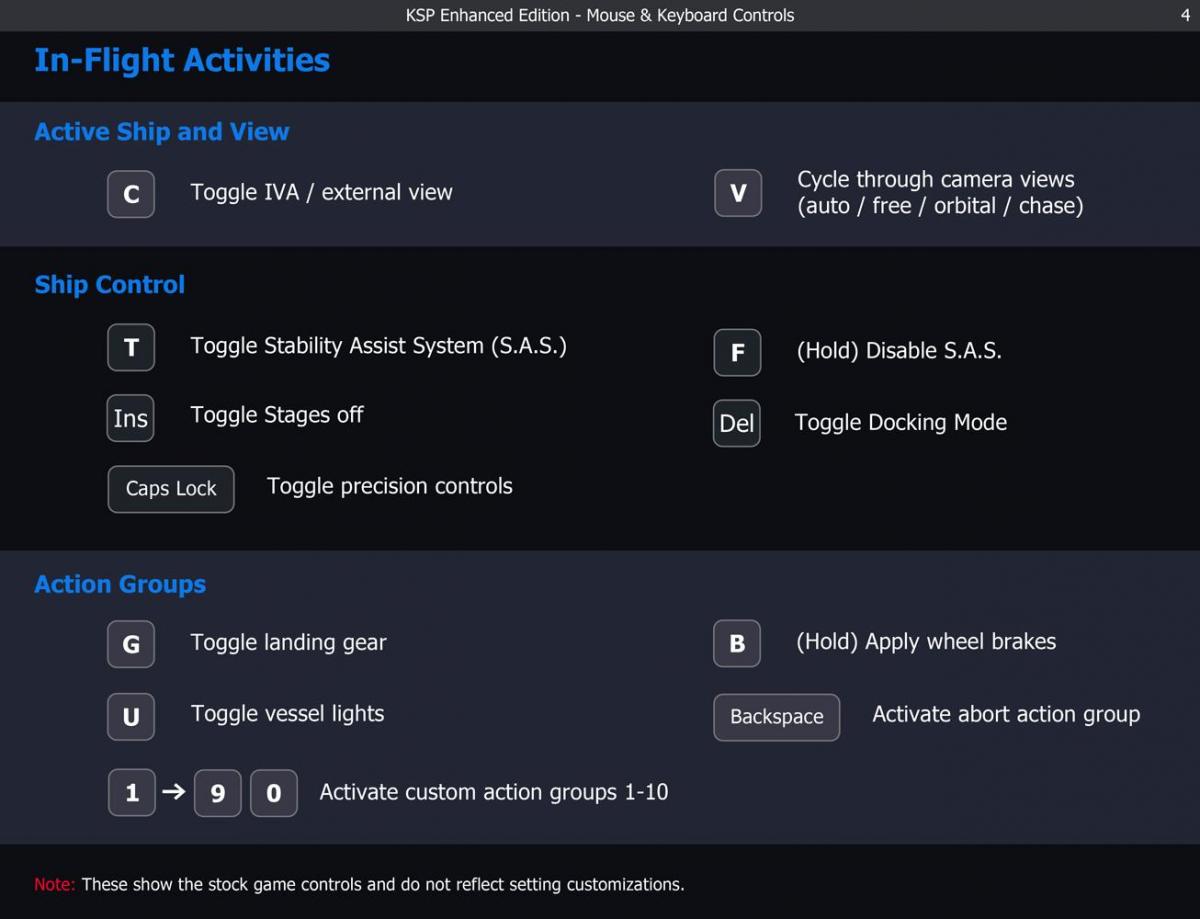 KSP Enhanced Edition - Mouse & Keyboard Controls
4
In-Flight Activities
Active Ship and View
C Toggle IVA / external view
V Cycle through camera views
(auto / free / orbital / chase)
Ship Control
T Toggle Stability Assist System (S.A.S.)
F (Hold) Disable S.A.S.
Ins Toggle Stages off
Del Toggle Docking Mode
Caps Lock Toggle precision controls
Action Groups
G Toggle landing gear
B (Hold) Apply wheel brakes
U Toggle vessel lights
Backspace Activate abort action group
1 → 9 0 Activate custom action groups 1-10
Note: These show the stock game controls and do not reflect setting customizations.